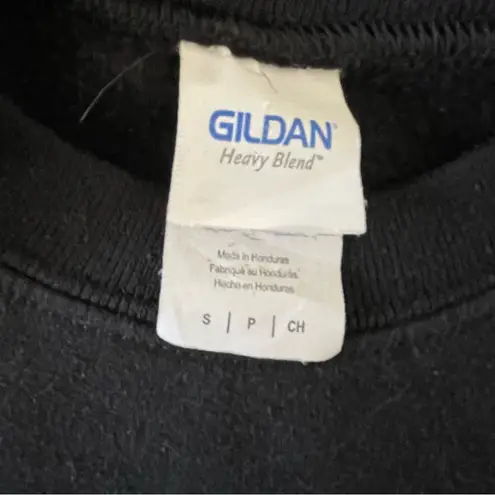 GILDAN®
Heavy Blend™
Made in Honduras
Fabriqué au Honduras
Hecho en Honduras
S | P | CH